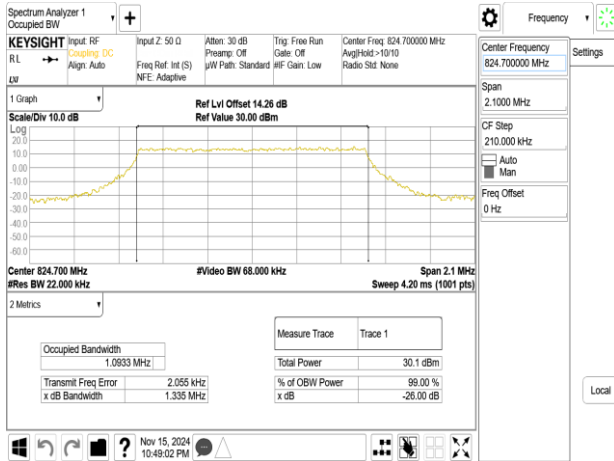 Spectrum Analyzer 1
Occupied BW
Frequency
KEYSIGHT
RL
LXI
Input: RF
Coupling: DC
Align: Auto
Input Z: 50 Ω
Freq Ref: Int (S)
NFE: Adaptive
Atten: 30 dB
Preamp: Off
µW Path: Standard
Trig: Free Run
Gate: Off
#IF Gain: Low
Center Freq: 824.700000 MHz
Avg|Hold:>10/10
Radio Std: None
Center Frequency
824.700000 MHz
Settings
Span
2.1000 MHz
CF Step
210.000 kHz
Auto
Man
Freq Offset
0 Hz
Local
1 Graph
Scale/Div 10.0 dB
Ref Lvl Offset 14.26 dB
Ref Value 30.00 dBm
Log
20.0
10.0
0.00
-10.0
-20.0
-30.0
-40.0
-50.0
-60.0
Center 824.700 MHz
#Video BW 68.000 kHz
Span 2.1 MHz
#Res BW 22.000 kHz
Sweep 4.20 ms (1001 pts)
2 Metrics
Measure Trace Trace 1
Occupied Bandwidth
1.0933 MHz
Total Power 30.1 dBm
Transmit Freq Error 2.055 kHz
% of OBW Power 99.00 %
x dB Bandwidth 1.335 MHz
x dB -26.00 dB
Nov 15, 2024
10:49:02 PM